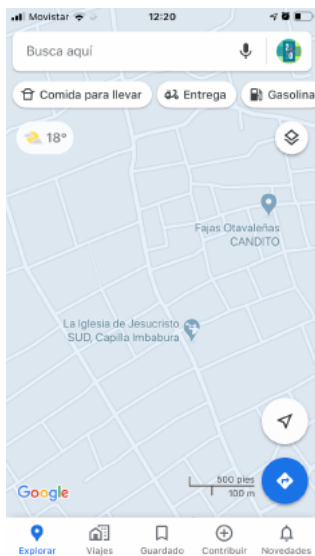 Movistar 12:20
Busca aquí
Comida para llevar Entrega Gasolina
18°
Fajas Otavaleñas
CANDITO
La Iglesia de Jesucristo
SUD, Capilla Imbabura
500 pies
100 m
Google
Explorar Viajes Guardado Contribuir Novedades